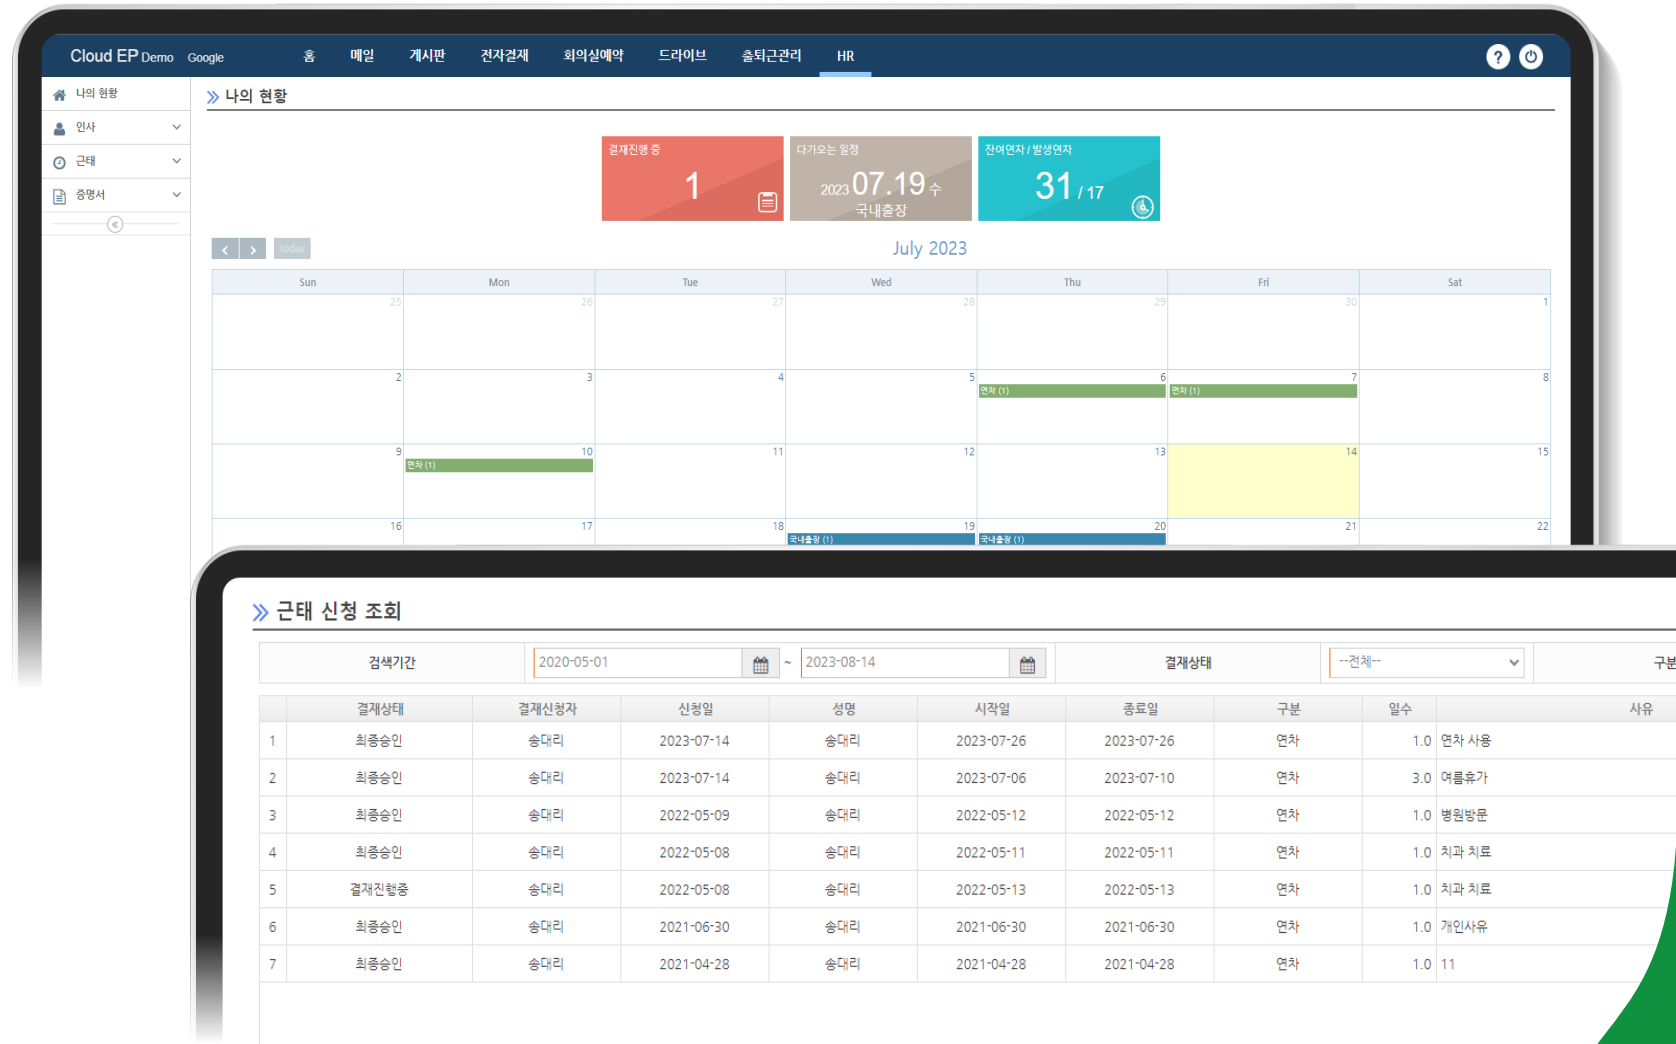 Cloud EP Demo Google 홈 메일 게시판 전자결재 회의실예약 드라이브 출퇴근관리 HR ?
나의 현황
인사
근태
증명서
나의 현황
결재진행 중
1
다가오는 일정
2023 07.19 수
국내출장
잔여연차 / 발생연차
31 / 17
today
July 2023
Sun Mon Tue Wed Thu Fri Sat
25 26 27 28 29 30 1
2 3 4 5 6 7 8
연차 (1) 연차 (1)
9 10 11 12 13 14 15
연차 (1)
16 17 18 19 20 21 22
국내출장 (1) 국내출장 (1)
근태 신청 조회
검색기간 2020-05-01 ~ 2023-08-14 결재상태 --전체-- 구분
결재상태 결재신청자 신청일 성명 시작일 종료일 구분 일수 사유
1 최종승인 송대리 2023-07-14 송대리 2023-07-26 2023-07-26 연차 1.0 연차 사용
2 최종승인 송대리 2023-07-14 송대리 2023-07-06 2023-07-10 연차 3.0 여름휴가
3 최종승인 송대리 2022-05-09 송대리 2022-05-12 2022-05-12 연차 1.0 병원방문
4 최종승인 송대리 2022-05-08 송대리 2022-05-11 2022-05-11 연차 1.0 치과 치료
5 결재진행중 송대리 2022-05-08 송대리 2022-05-13 2022-05-13 연차 1.0 치과 치료
6 최종승인 송대리 2021-06-30 송대리 2021-06-30 2021-06-30 연차 1.0 개인사유
7 최종승인 송대리 2021-04-28 송대리 2021-04-28 2021-04-28 연차 1.0 11